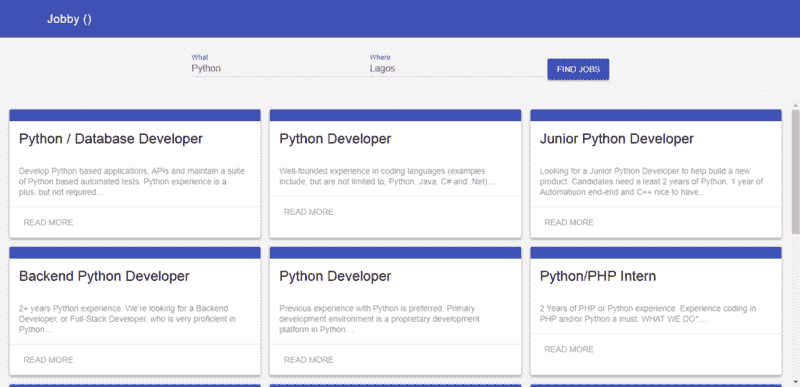 Jobby ()
What
Where
Python
Lagos
FIND JOBS
Python / Database Developer
Develop Python based applications, APIs and maintain a suite
of Python based automated tests. Python experience is a
plus, but not required....
READ MORE
Python Developer
Well-founded experience in coding languages (examples
include, but are not limited to, Python, Java, C# and .Net)....
READ MORE
Junior Python Developer
Looking for a Junior Python Developer to help build a new
product. Candidates need a least 2 years of Python, 1 year of
Automatiuon end-end and C++ nice to have...
READ MORE
Backend Python Developer
2+ years Python experience. We're looking for a Backend
Developer, or Full-Stack Developer, who is very proficient in
Python....
READ MORE
Python Developer
Previous experience with Python is preferred. Primary
development environment is a proprietary development
platform in Python....
READ MORE
Python/PHP Intern
2 Years of PHP or Python experience. Experience coding in
PHP and/or Python a must. WHAT WE DO*....
READ MORE